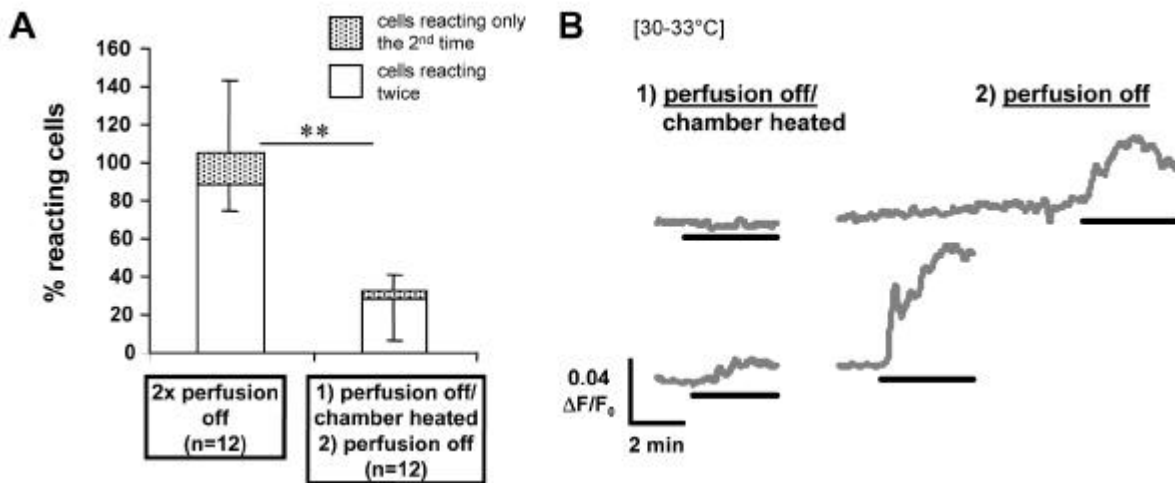 A
cells reacting only
the 2nd time
cells reacting
twice
160
140
120
100
80
60
40
20
0
% reacting cells
**
2x perfusion
off
(n=12)
1) perfusion off/
chamber heated
2) perfusion off
(n=12)
B
[30-33°C]
1) perfusion off/
chamber heated
2) perfusion off
0.04
ΔF/F₀
2 min